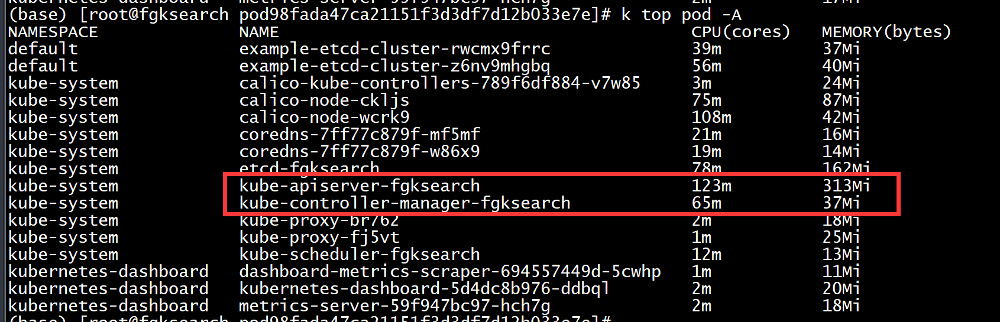 kubernetes-dashboard metrics-server-59f947bc97-hch7g 2m 17Mi
(base) [root@fgksearch pod98fada47ca21151f3d3df7d12b033e7e]# k top pod -A
NAMESPACE NAME CPU(cores) MEMORY(bytes)
default example-etcd-cluster-rwcmx9frrc 39m 37Mi
default example-etcd-cluster-z6nv9mhgbq 56m 40Mi
kube-system calico-kube-controllers-789f6df884-v7w85 3m 24Mi
kube-system calico-node-ckljs 75m 87Mi
kube-system calico-node-wcrk9 108m 42Mi
kube-system coredns-7ff77c879f-mf5mf 21m 16Mi
kube-system coredns-7ff77c879f-w86x9 19m 14Mi
kube-system etcd-fgksearch 78m 162Mi
kube-system kube-apiserver-fgksearch 123m 313Mi
kube-system kube-controller-manager-fgksearch 65m 37Mi
kube-system kube-proxy-br762 2m 18Mi
kube-system kube-proxy-fj5vt 1m 25Mi
kube-system kube-scheduler-fgksearch 12m 13Mi
kubernetes-dashboard dashboard-metrics-scraper-694557449d-5cwhp 1m 11Mi
kubernetes-dashboard kubernetes-dashboard-5d4dc8b976-ddbql 2m 20Mi
kubernetes-dashboard metrics-server-59f947bc97-hch7g 2m 18Mi
(base) [root@fgksearch pod98fada47ca21151f3d3df7d12b033e7e]#